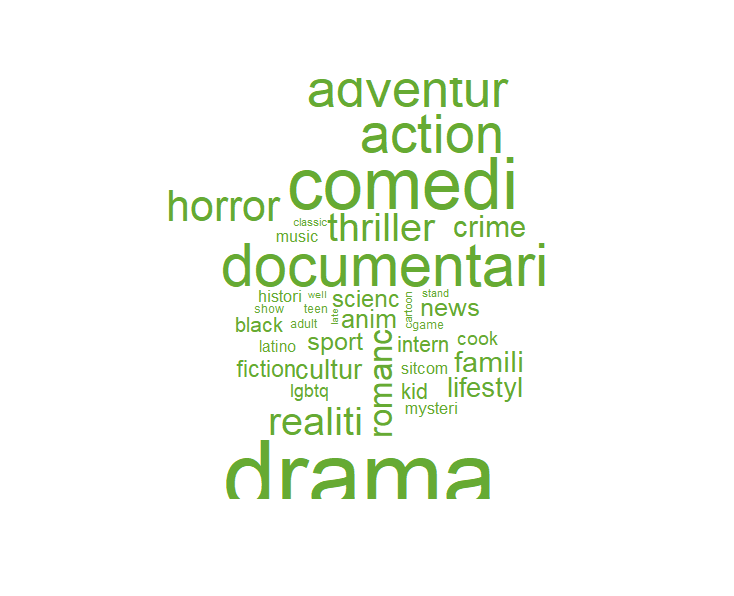 adventur
action
comedi
horror
classic
thriller
crime
music
documentari
histori
well
scienc
stand
show
teen
late
cartoon
news
black
adult
anim
game
latino
sport
romanc
intern
cook
fiction
cultur
sitcom
famili
lgbtq
kid
lifestyl
mysteri
realiti
drama